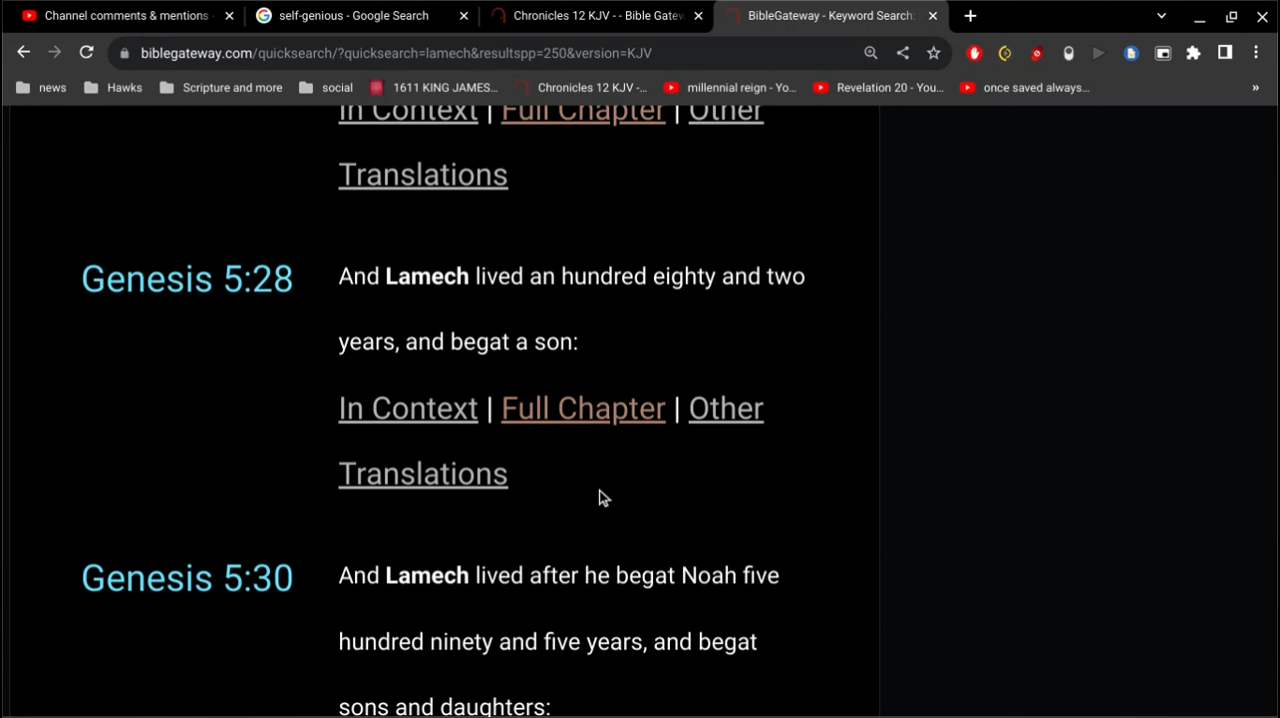 Channel comments & mentions -
self-genious - Google Search
Chronicles 12 KJV - - Bible Gatew
BibleGateway - Keyword Search:
biblegateway.com/quicksearch/?quicksearch=lamech&resultspp=250&version=KJV
news
Hawks
Scripture and more
social
1611 KING JAMES...
Chronicles 12 KJV -...
millennial reign - Yo...
Revelation 20 - You...
once saved always...
»
In Context | Full Chapter | Other
Translations
Genesis 5:28
And Lamech lived an hundred eighty and two
years, and begat a son:
In Context | Full Chapter | Other
Translations
Genesis 5:30
And Lamech lived after he begat Noah five
hundred ninety and five years, and begat
sons and daughters: